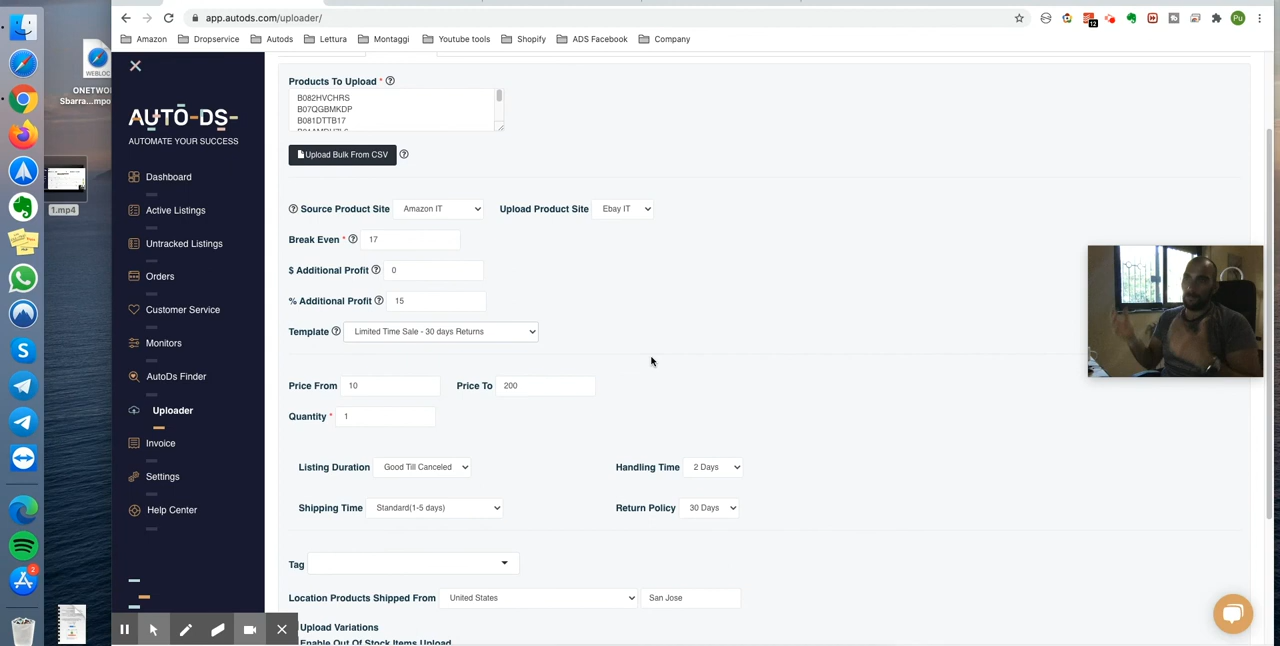 app.autods.com/uploader/
12
Pu
Amazon
Dropservice
Autods
Lettura
Montaggi
Youtube tools
Shopify
ADS Facebook
Company
WEBLOC
ONETWO
Sbarra...mpo
1.mp4
2
AUTO-DS-
AUTOMATE YOUR SUCCESS
Dashboard
Active Listings
Untracked Listings
Orders
Customer Service
Monitors
AutoDs Finder
Uploader
Invoice
Settings
Help Center
Products To Upload *
B082HVCHRS
B07QGBMKDP
B081DTTB17
Upload Bulk From CSV
Source Product Site Amazon IT Upload Product Site Ebay IT
Break Even * 17
$ Additional Profit 0
% Additional Profit 15
Template Limited Time Sale - 30 days Returns
Price From 10 Price To 200
Quantity * 1
Listing Duration Good Till Canceled Handling Time 2 Days
Shipping Time Standard(1-5 days) Return Policy 30 Days
Tag
Location Products Shipped From United States San Jose
Upload Variations
Enable Out Of Stock Items Upload